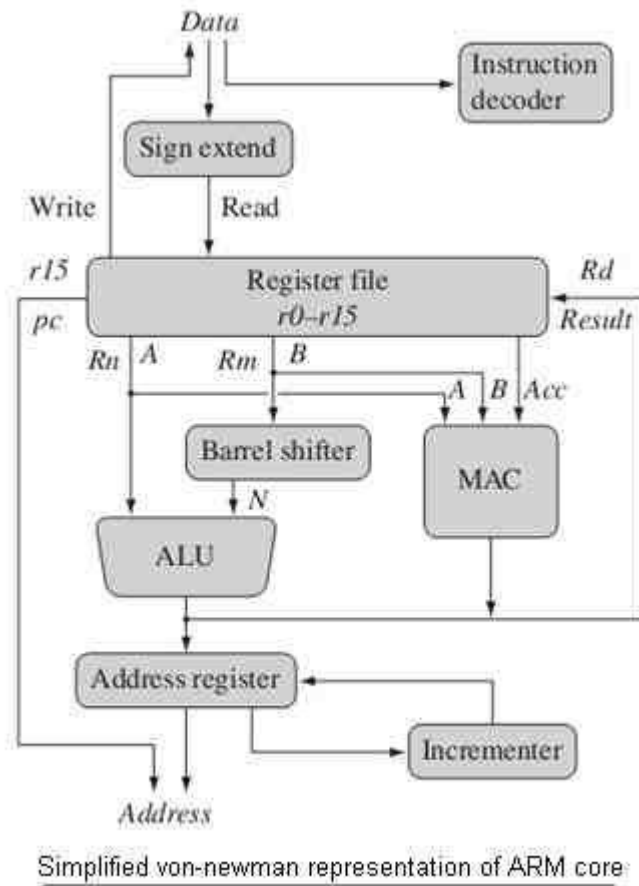 Data
Instruction
decoder
Sign extend
Write
Read
r15
Register file
Rd
pc
r0–r15
Result
Rn
A
Rm
B
A
B
Acc
Barrel shifter
MAC
N
ALU
Address register
Incrementer
Address
Simplified von-newman representation of ARM core